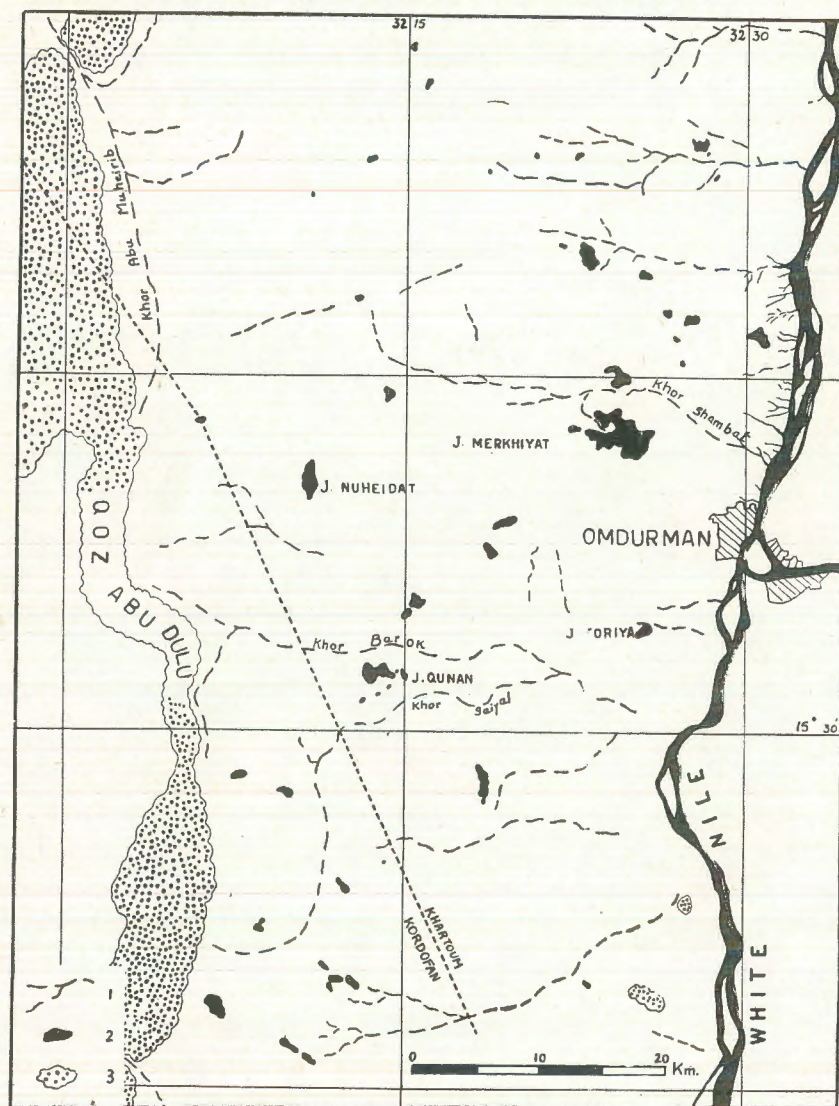 32 15
32 30
Khor Abu Muheirib
Khor Shambat
J. MERKHIYAT
J. NUHEIDAT
OMDURMAN
QOZ
ABU DULU
Khor Barok
J. ORIYA
J. QUNAN
Khor Saiyal
15° 30
WHITE NILE
KHARTOUM
KORDOFAN
1
2
3
0 10 20 Km.